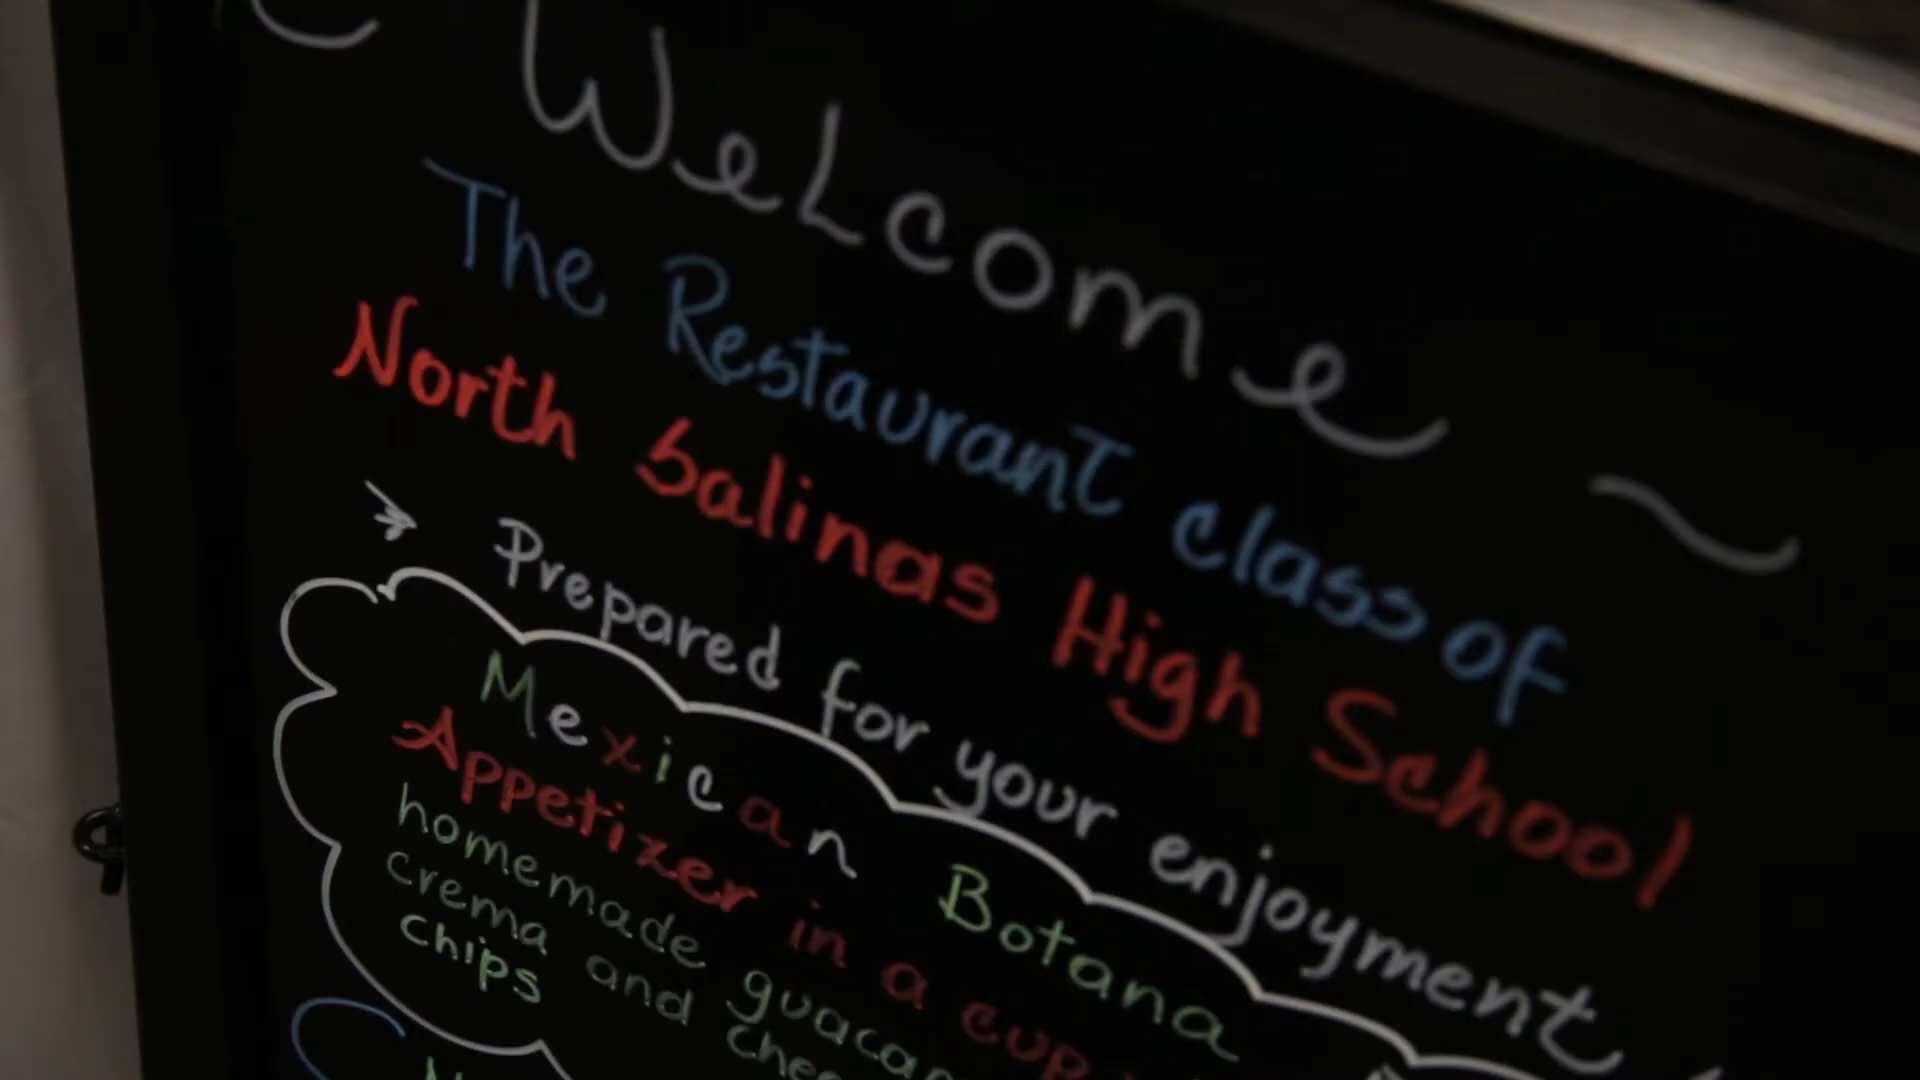 WeLcome
The Restaurant class of
North Salinas High School
Prepared for your enjoyment
Mexican Botana
Appetizer in a cup
homemade
crema and
chips